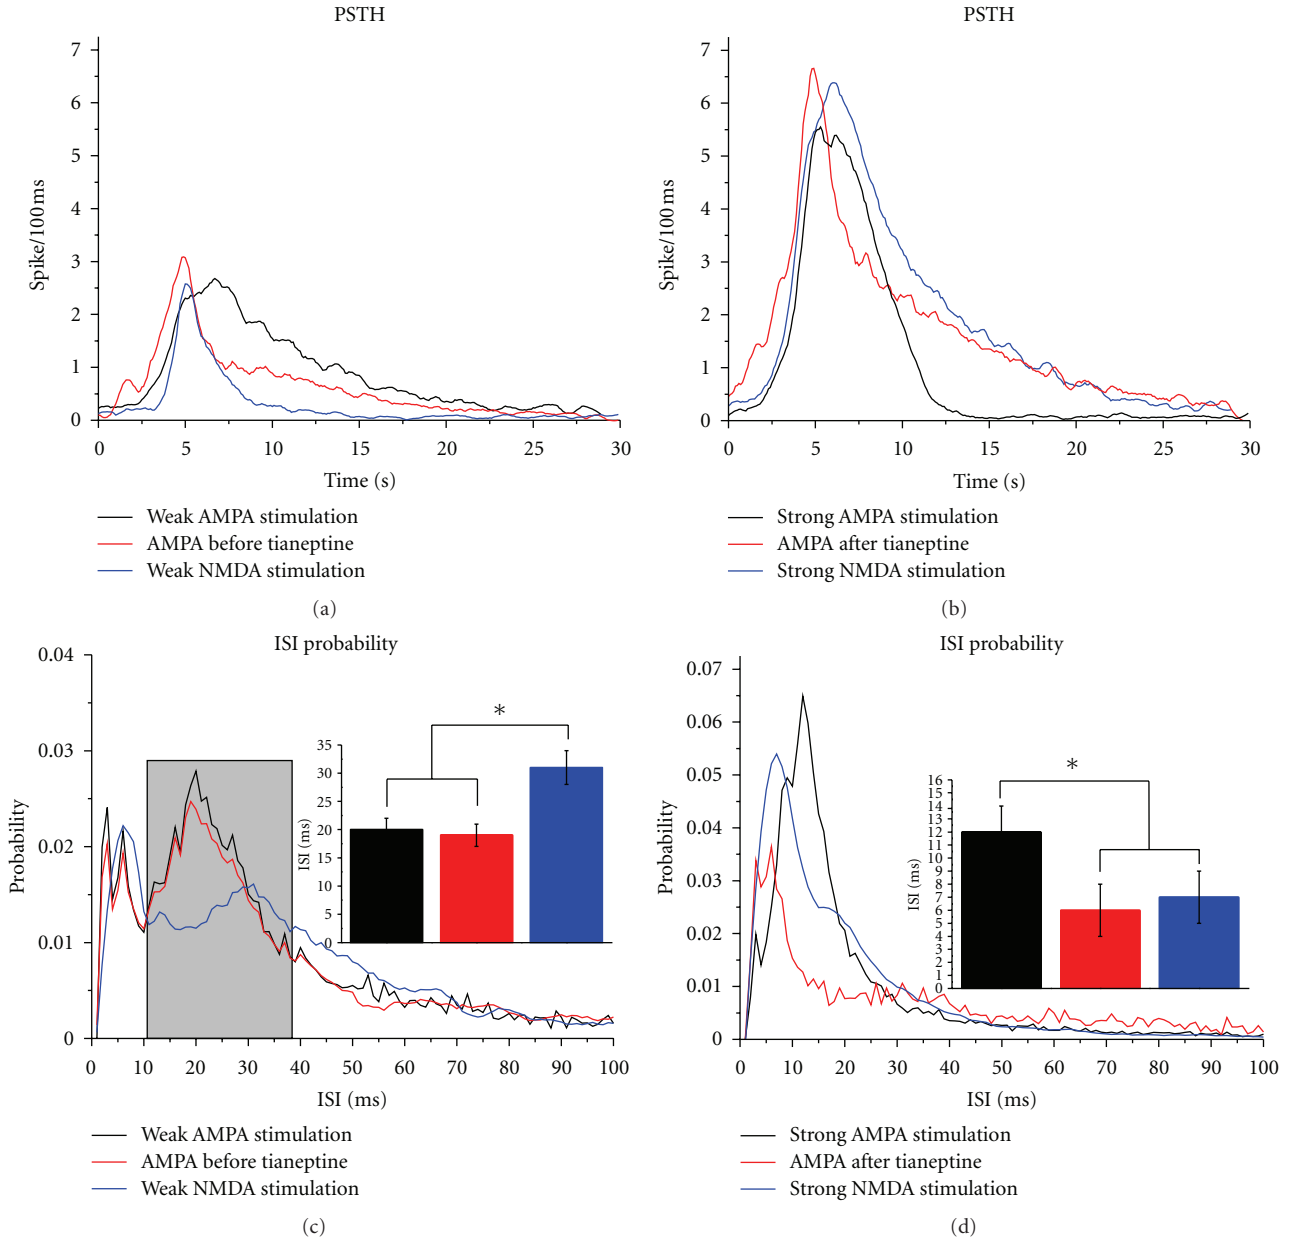 PSTH
7
6
5
4
3
2
1
0
Spike/100 ms
0 5 10 15 20 25 30
Time (s)
Weak AMPA stimulation
AMPA before tianeptine
Weak NMDA stimulation
(a)
PSTH
7
6
5
4
3
2
1
0
Spike/100 ms
0 5 10 15 20 25 30
Time (s)
Strong AMPA stimulation
AMPA after tianeptine
Strong NMDA stimulation
(b)
ISI probability
0.04
0.03
0.02
0.01
0
Probability
35
30
25
20
15
10
5
0
ISI (ms)
*
0 10 20 30 40 50 60 70 80 90 100
ISI (ms)
Weak AMPA stimulation
AMPA before tianeptine
Weak NMDA stimulation
(c)
ISI probability
0.07
0.06
0.05
0.04
0.03
0.02
0.01
0
Probability
16
15
14
13
12
11
10
9
8
7
6
5
4
3
2
1
0
ISI (ms)
*
0 10 20 30 40 50 60 70 80 90 100
ISI (ms)
Strong AMPA stimulation
AMPA after tianeptine
Strong NMDA stimulation
(d)